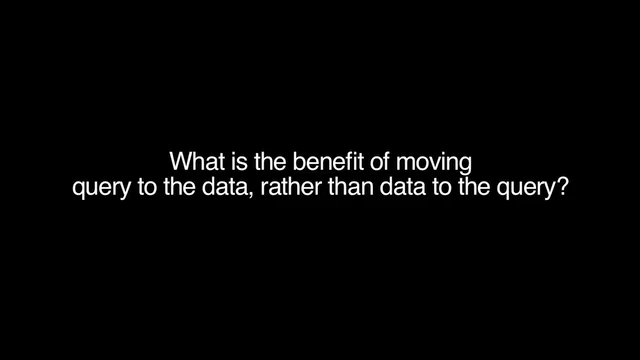 What is the benefit of moving
query to the data, rather than data to the query?